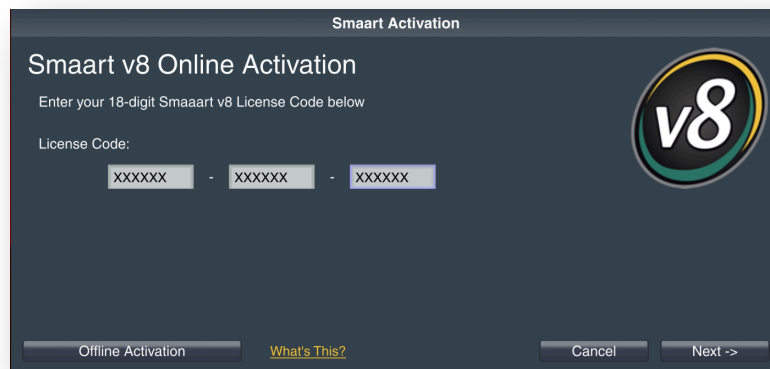 Smaart Activation
Smaart v8 Online Activation
Enter your 18-digit Smaaart v8 License Code below
License Code:
XXXXXX - XXXXXX - XXXXXX
v8
Offline Activation What's This? Cancel Next ->